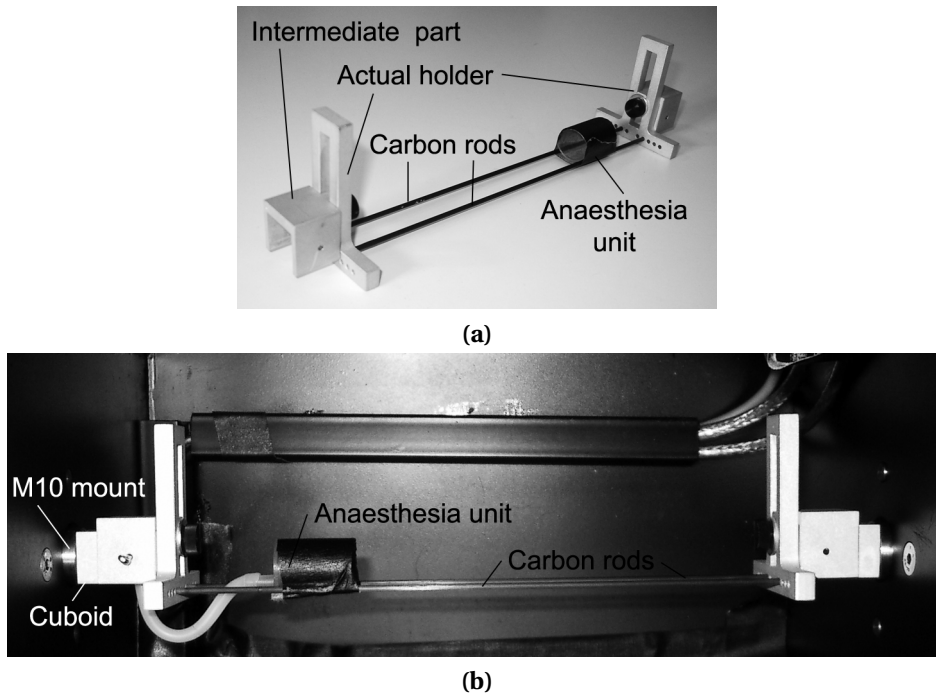 Intermediate part
Actual holder
Carbon rods
Anaesthesia
unit
(a)
M10 mount
Anaesthesia unit
Carbon rods
Cuboid
(b)